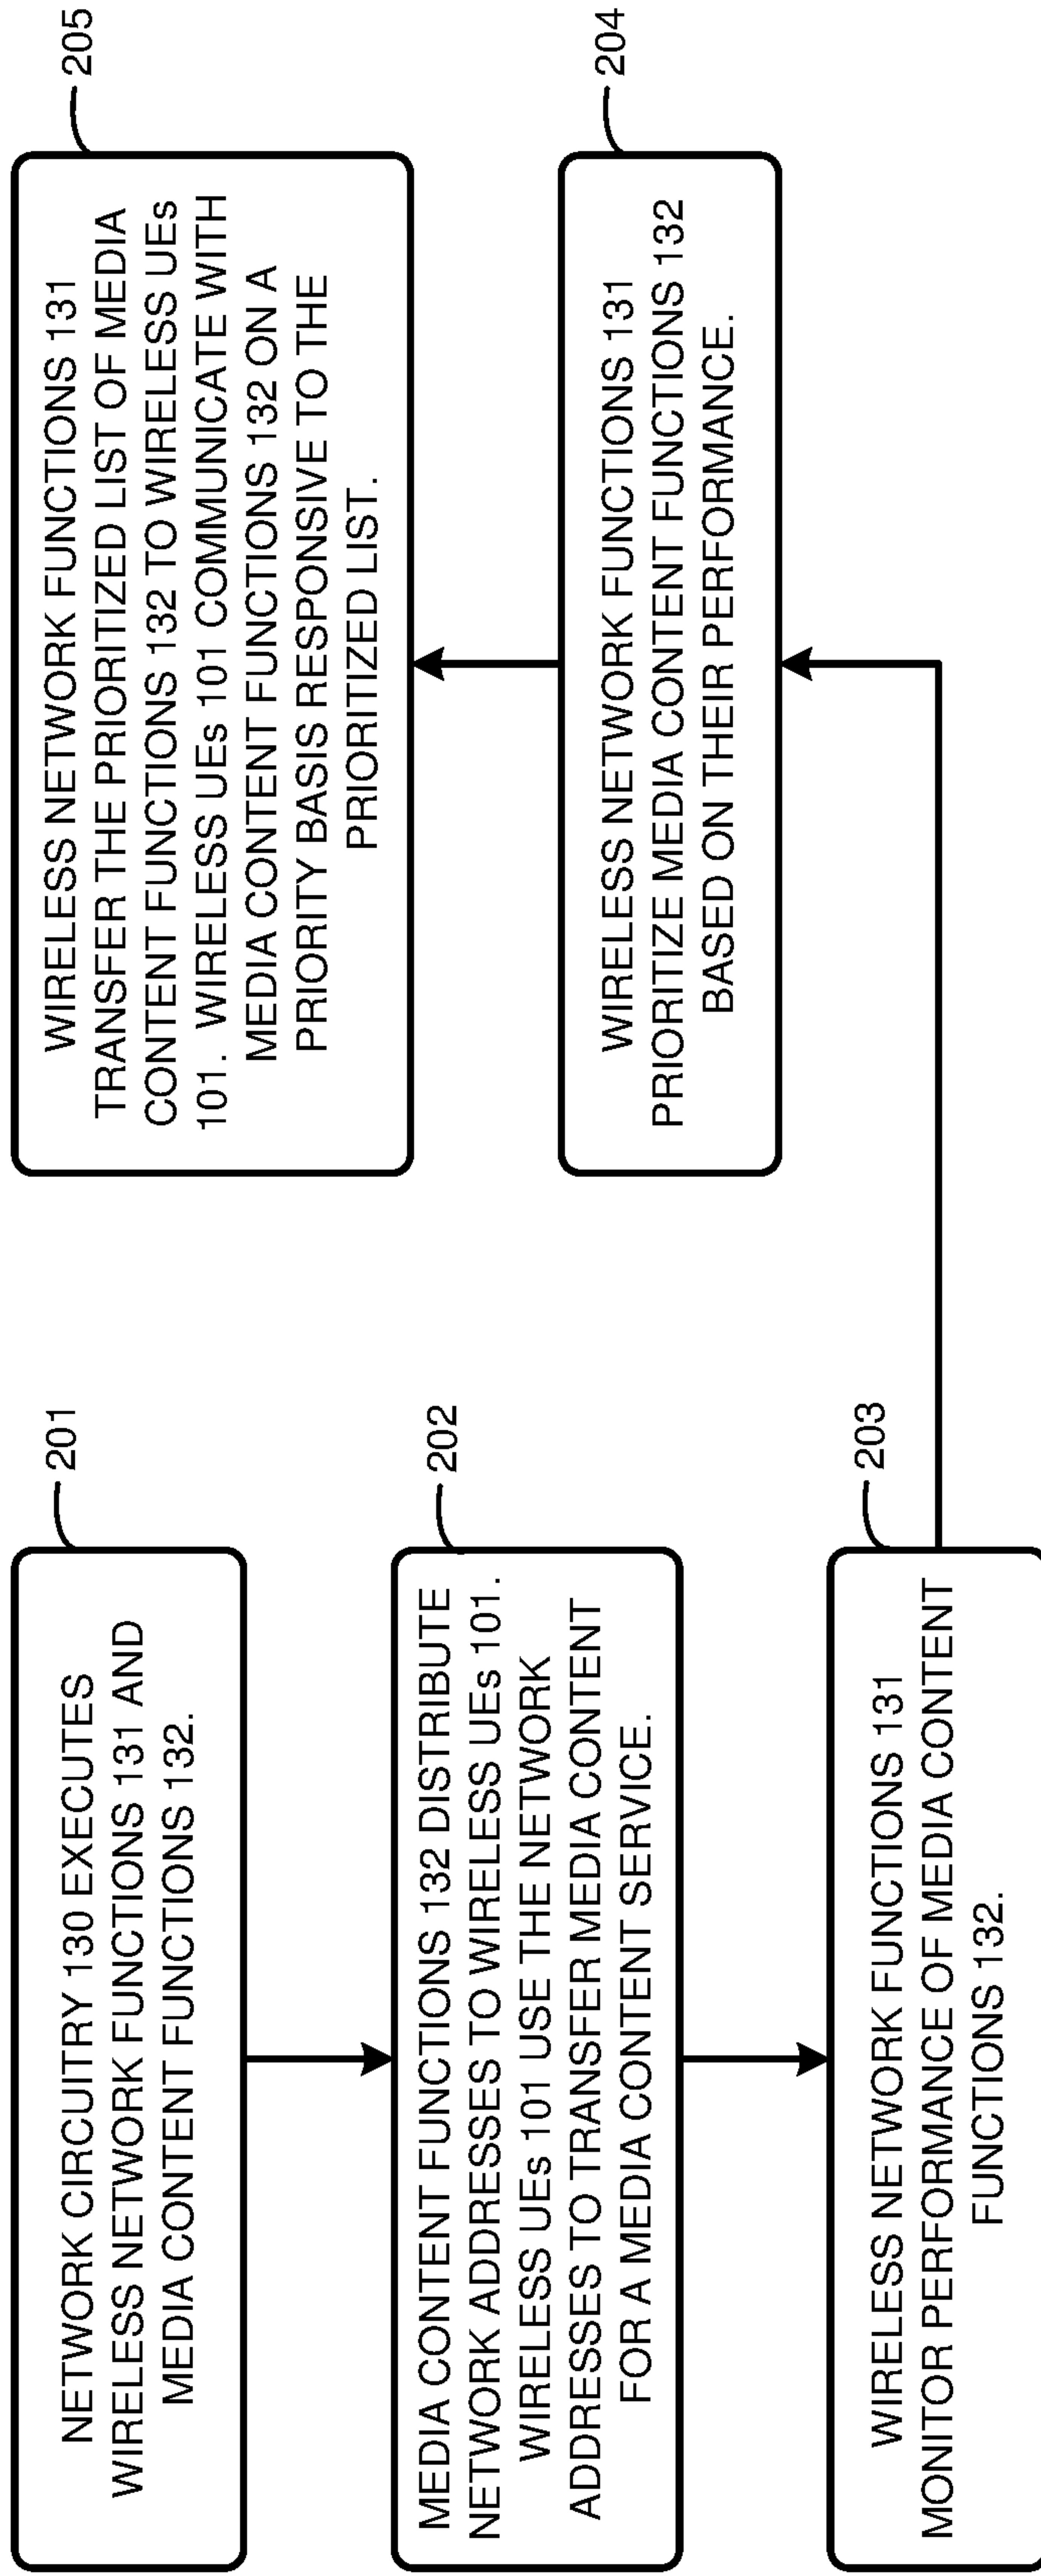 NETWORK CIRCUITRY 130 EXECUTES
WIRELESS NETWORK FUNCTIONS 131 AND
MEDIA CONTENT FUNCTIONS 132.
201
MEDIA CONTENT FUNCTIONS 132 DISTRIBUTE
NETWORK ADDRESSES TO WIRELESS UEs 101.
WIRELESS UEs 101 USE THE NETWORK
ADDRESSES TO TRANSFER MEDIA CONTENT
FOR A MEDIA CONTENT SERVICE.
202
WIRELESS NETWORK FUNCTIONS 131
MONITOR PERFORMANCE OF MEDIA CONTENT
FUNCTIONS 132.
203
WIRELESS NETWORK FUNCTIONS 131
PRIORITIZE MEDIA CONTENT FUNCTIONS 132
BASED ON THEIR PERFORMANCE.
204
WIRELESS NETWORK FUNCTIONS 131
TRANSFER THE PRIORITIZED LIST OF MEDIA
CONTENT FUNCTIONS 132 TO WIRELESS UEs
101. WIRELESS UEs 101 COMMUNICATE WITH
MEDIA CONTENT FUNCTIONS 132 ON A
PRIORITY BASIS RESPONSIVE TO THE
PRIORITIZED LIST.
205